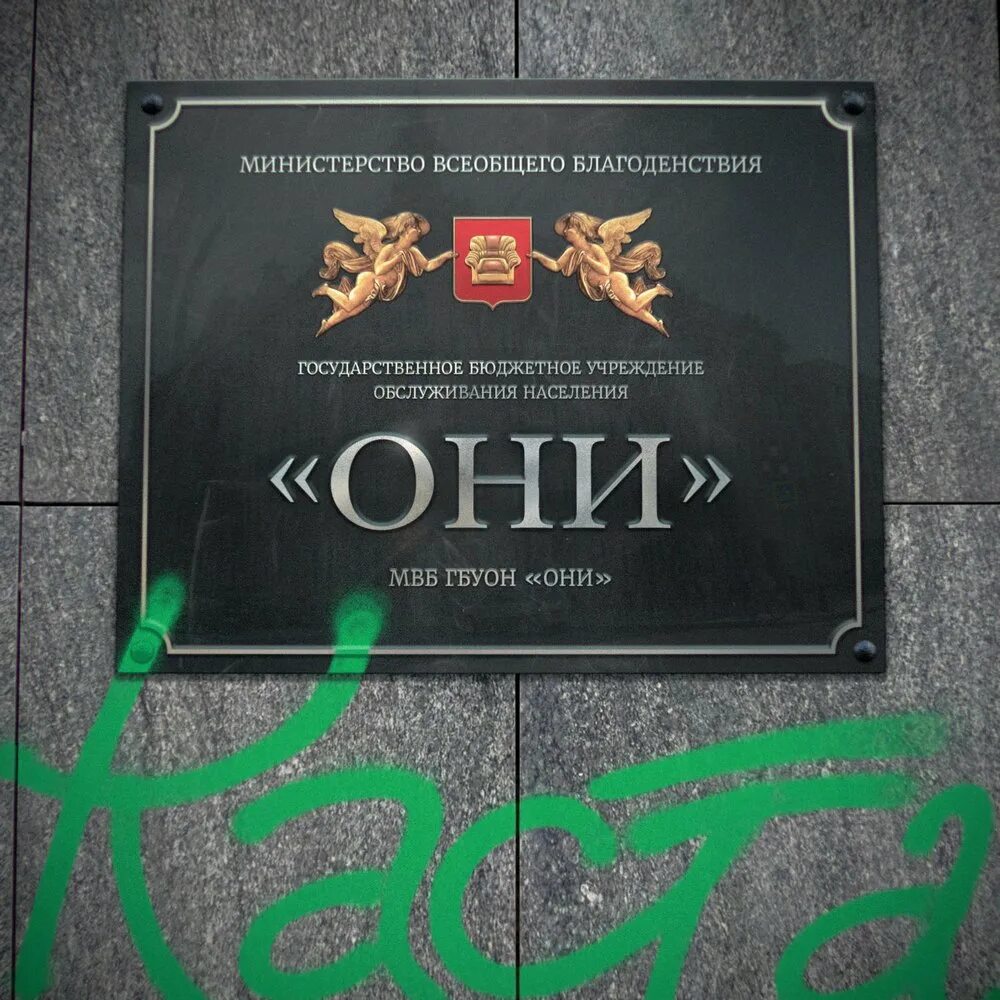 МИНИСТЕРСТВО ВСЕОБЩЕГО БЛАГОДЕНСТВИЯ
ГОСУДАРСТВЕННОЕ БЮДЖЕТНОЕ УЧРЕЖДЕНИЕ
ОБСЛУЖИВАНИЯ НАСЕЛЕНИЯ
«ОНИ»
МВБ ГБУОН «ОНИ»
Каста